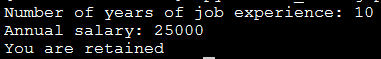 Number of years of job experience: 10
Annual salary: 25000
You are retained